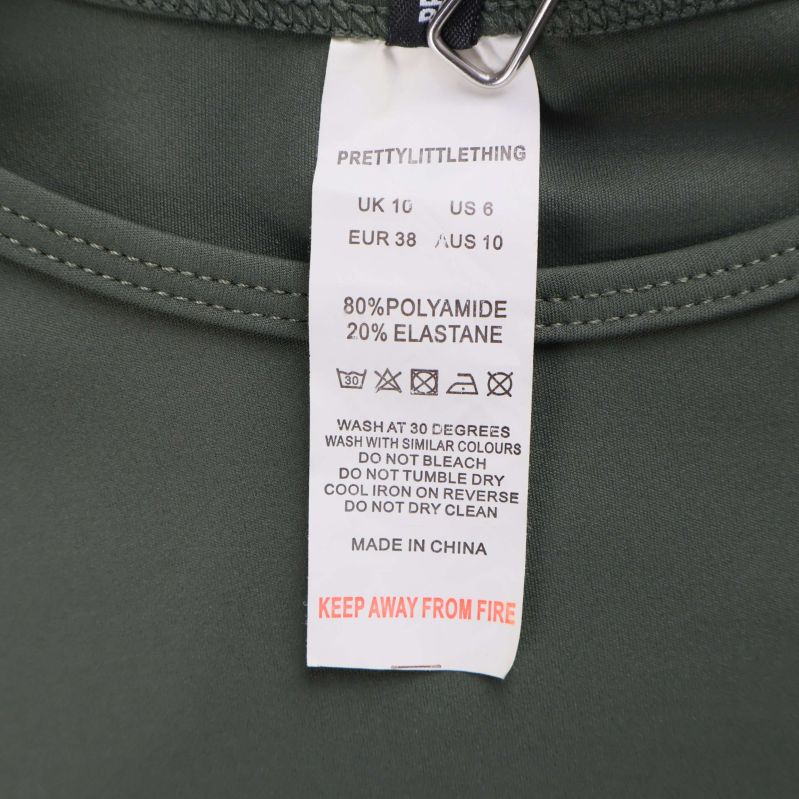 PRETTYLITTLETHING
UK 10 US 6
EUR 38 AUS 10
80%POLYAMIDE
20% ELASTANE
30
WASH AT 30 DEGREES
WASH WITH SIMILAR COLOURS
DO NOT BLEACH
DO NOT TUMBLE DRY
COOL IRON ON REVERSE
DO NOT DRY CLEAN
MADE IN CHINA
KEEP AWAY FROM FIRE